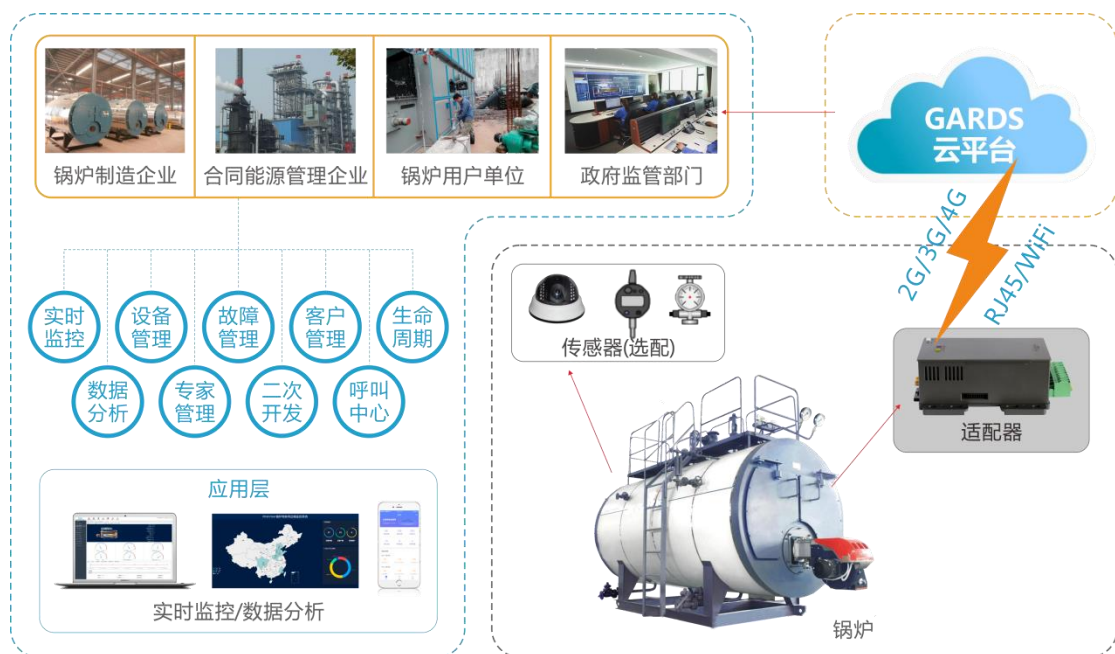 锅炉制造企业
合同能源管理企业
锅炉用户单位
政府监管部门
GARDS
云平台
2G/3G/4G
RJ45/WiFi
实时
监控
设备
管理
故障
管理
客户
管理
生命
周期
数据
分析
专家
管理
二次
开发
呼叫
中心
传感器(选配)
适配器
锅炉
应用层
实时监控/数据分析